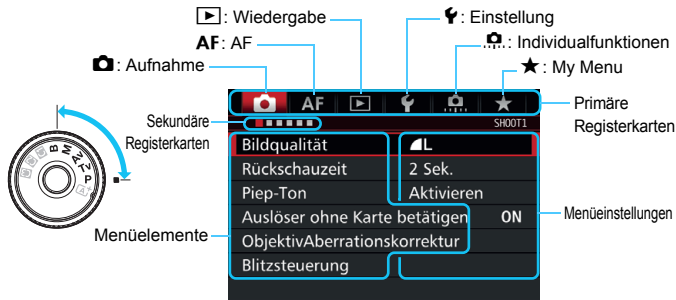 : Wiedergabe
: Einstellung
AF: AF
: Individualfunktionen
: Aufnahme
: My Menu
AF
Primäre
Registerkarten
Sekundäre
Registerkarten
SHOOT1
Bildqualität L
Rückschauzeit 2 Sek.
Piep-Ton Aktivieren
Auslöser ohne Karte betätigen ON
ObjektivAberrationskorrektur
Blitzsteuerung
Menüeinstellungen
Menüelemente
B M Av Tv P A+